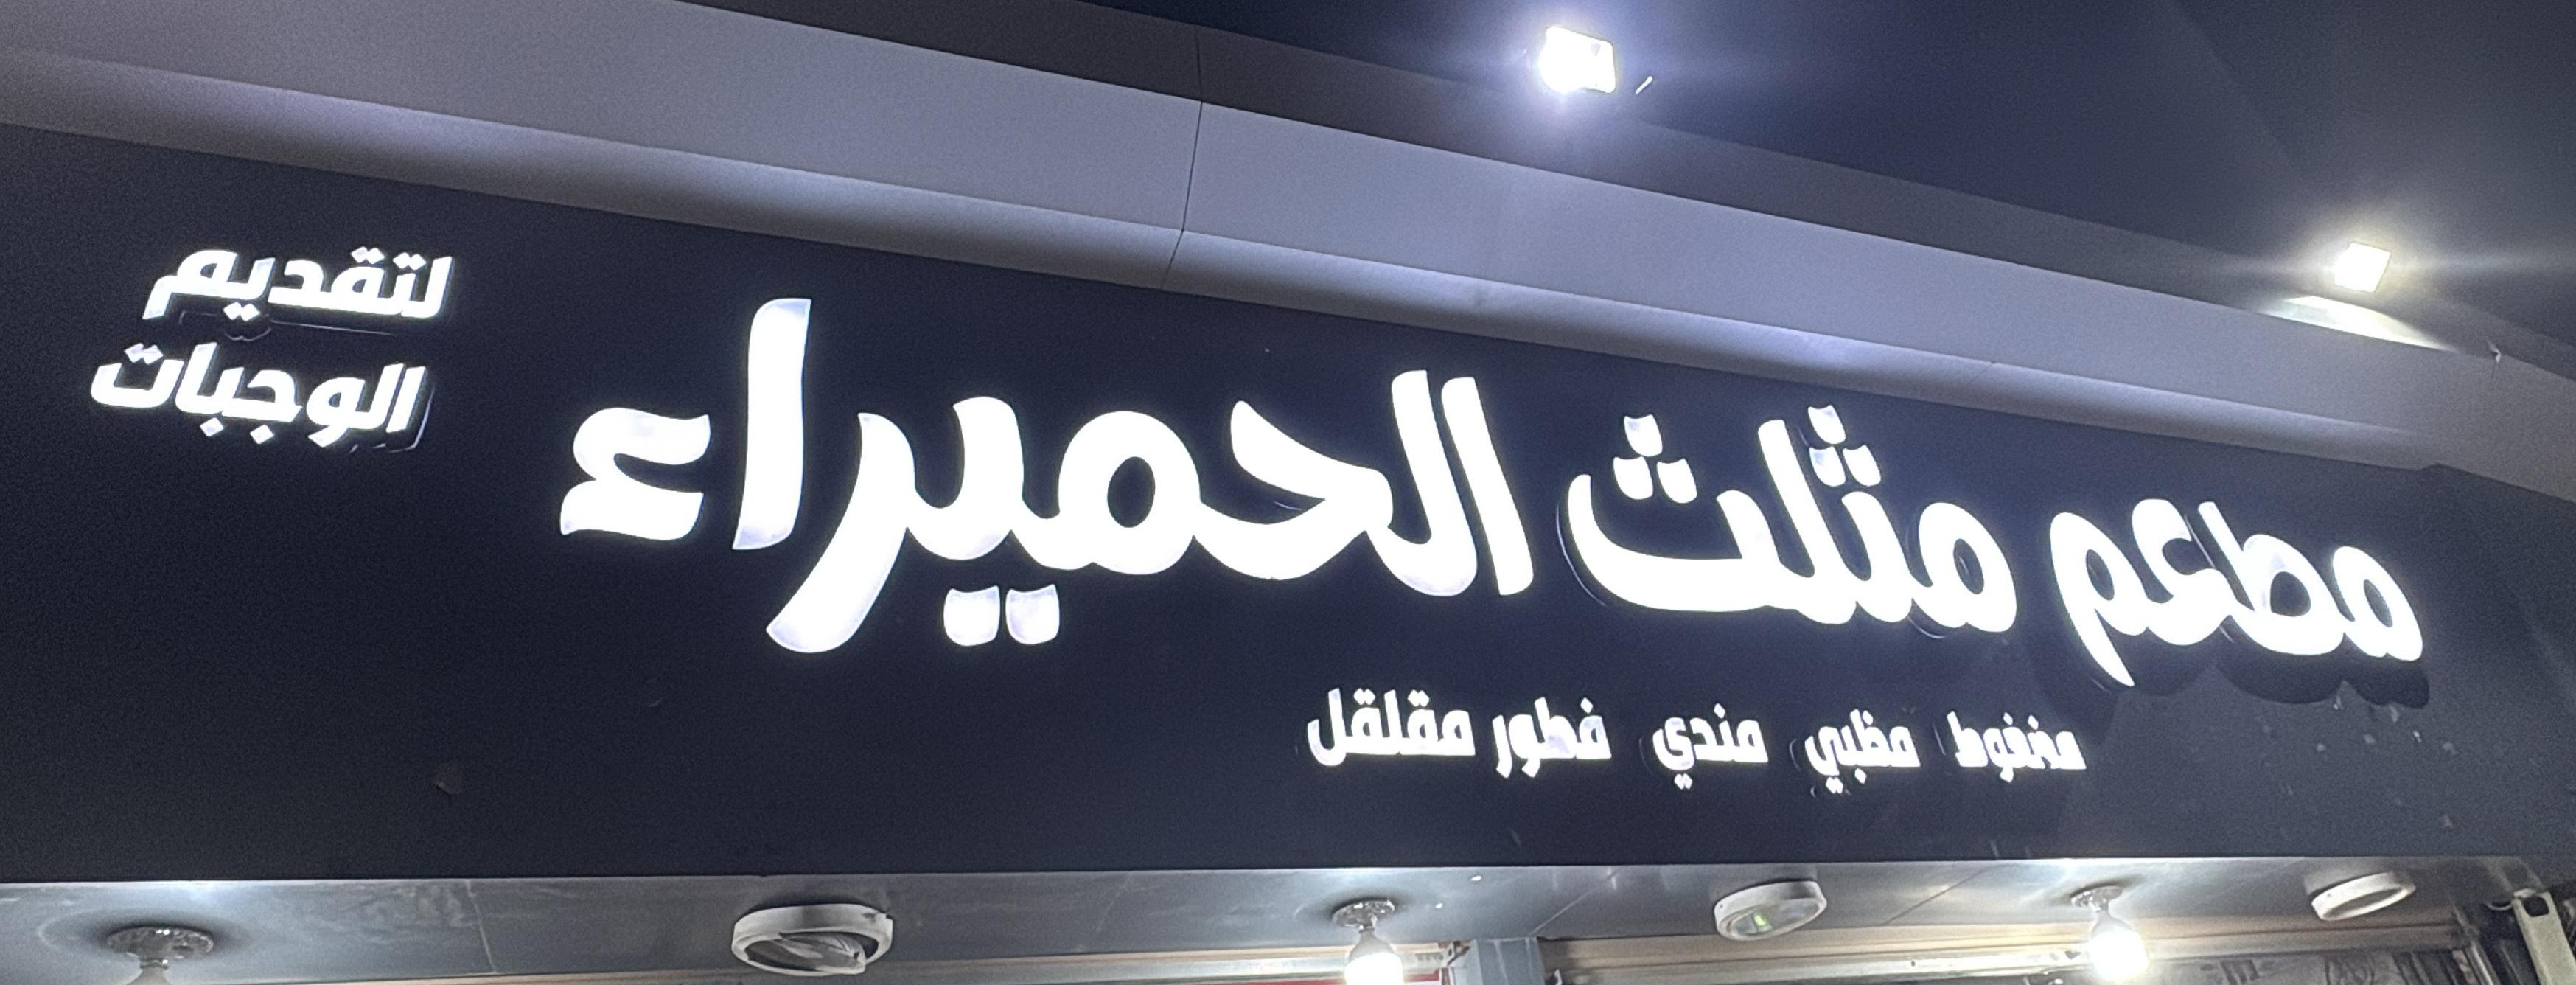 مطعم مثلث الحميراء
لتقديم
الوجبات
مضغوط مظبي مندي فطور مقلقل